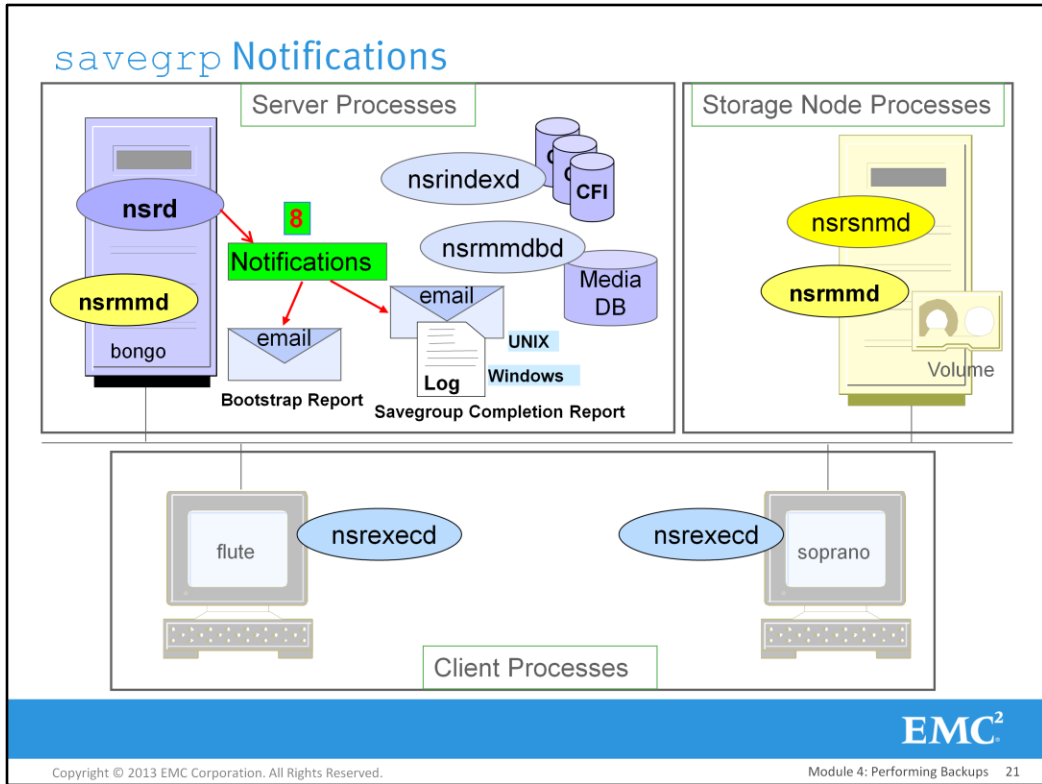 savegrp Notifications
Server Processes
Storage Node Processes
nsrd
8
Notifications
nsrindexd
CFI
nsrmmdbd
Media
DB
nsrmmd
bongo
email
Bootstrap Report
email
UNIX
Log
Windows
Savegroup Completion Report
nsrsnmd
nsrmmd
Volume
flute
nsrexecd
nsrexecd
soprano
Client Processes
EMC²
Copyright © 2013 EMC Corporation. All Rights Reserved.
Module 4: Performing Backups 21